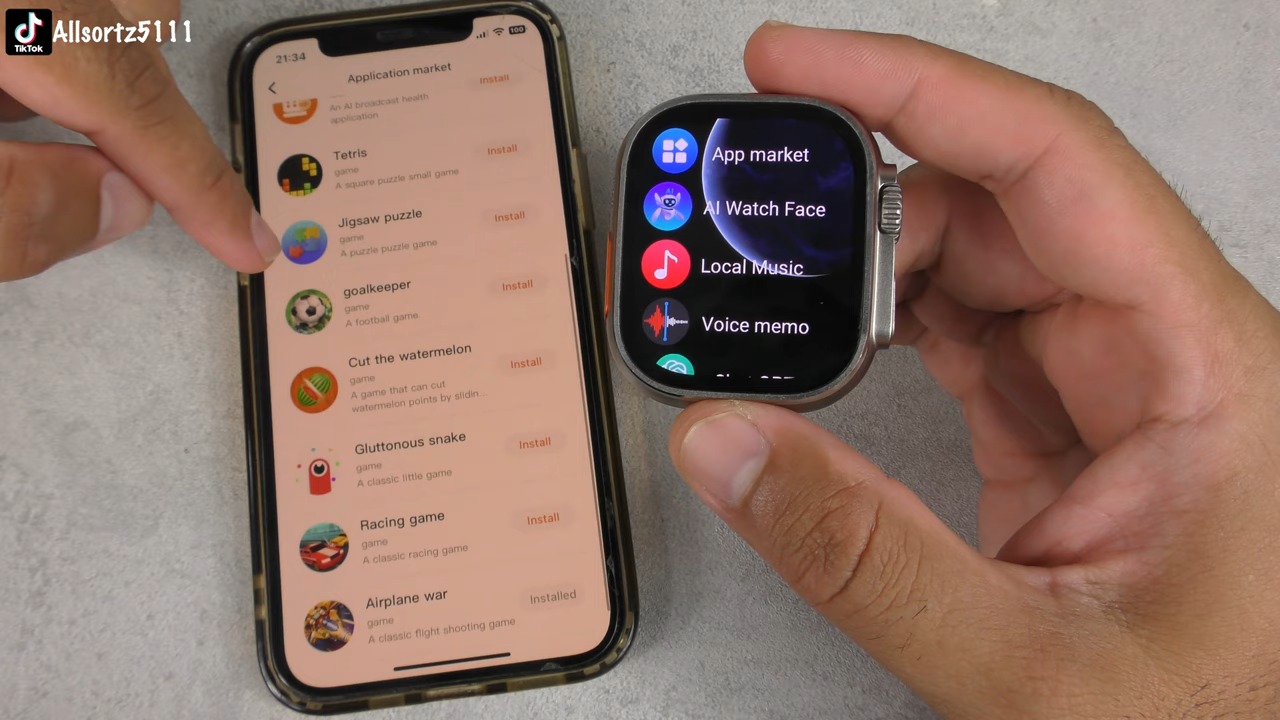 TikTok
Allsortz5111
21:34
100
Application market
An AI broadcast health
application
Install
Tetris
game
A square puzzle small game
Install
Jigsaw puzzle
game
A puzzle puzzle game
Install
goalkeeper
game
A football game.
Install
Cut the watermelon
game
A game that can cut
watermelon points by slidin...
Install
Gluttonous snake
game
A classic little game
Install
Racing game
game
A classic racing game
Install
Airplane war
game
A classic flight shooting game
Installed
App market
AI
AI Watch Face
Local Music
Voice memo